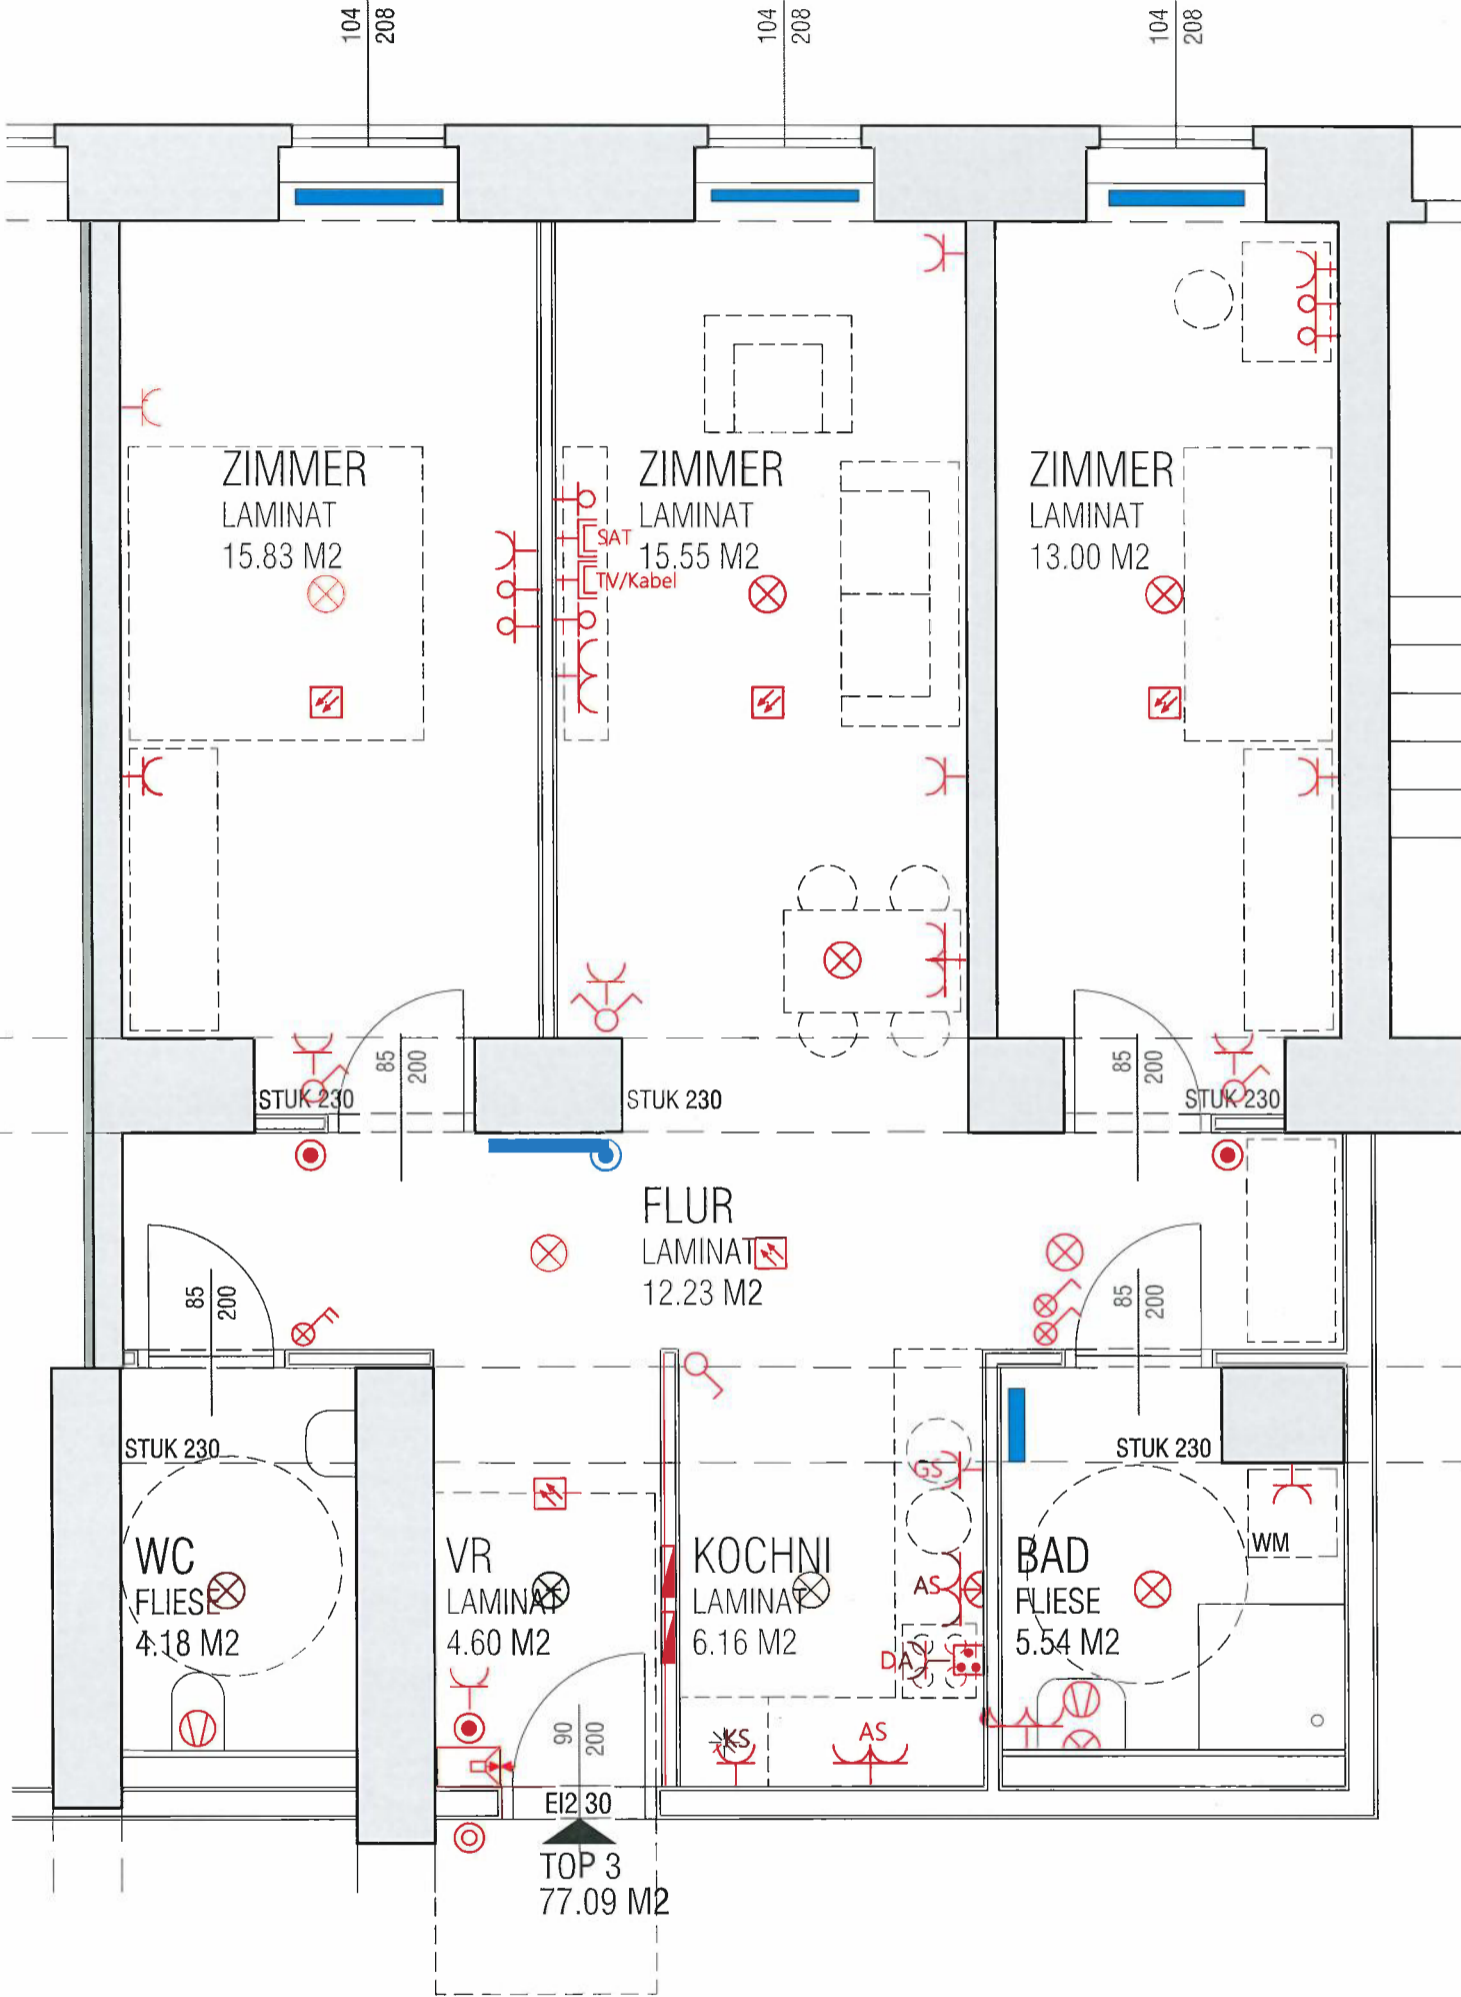 104
208
104
208
104
208
ZIMMER
LAMINAT
15.83 M2
ZIMMER
LAMINAT
15.55 M2
ZIMMER
LAMINAT
13.00 M2
SAT
TV/Kabel
85
200
85
200
STUK 230
STUK 230
STUK 230
FLUR
LAMINAT
12.23 M2
85
200
85
200
STUK 230
STUK 230
GS
WC
FLIESE
4.18 M2
VR
LAMINAT
4.60 M2
KOCHNI
LAMINAT
6.16 M2
AS
BAD
FLIESE
5.54 M2
WM
DA
90
200
KS
AS
EI2 30
TOP 3
77.09 M2